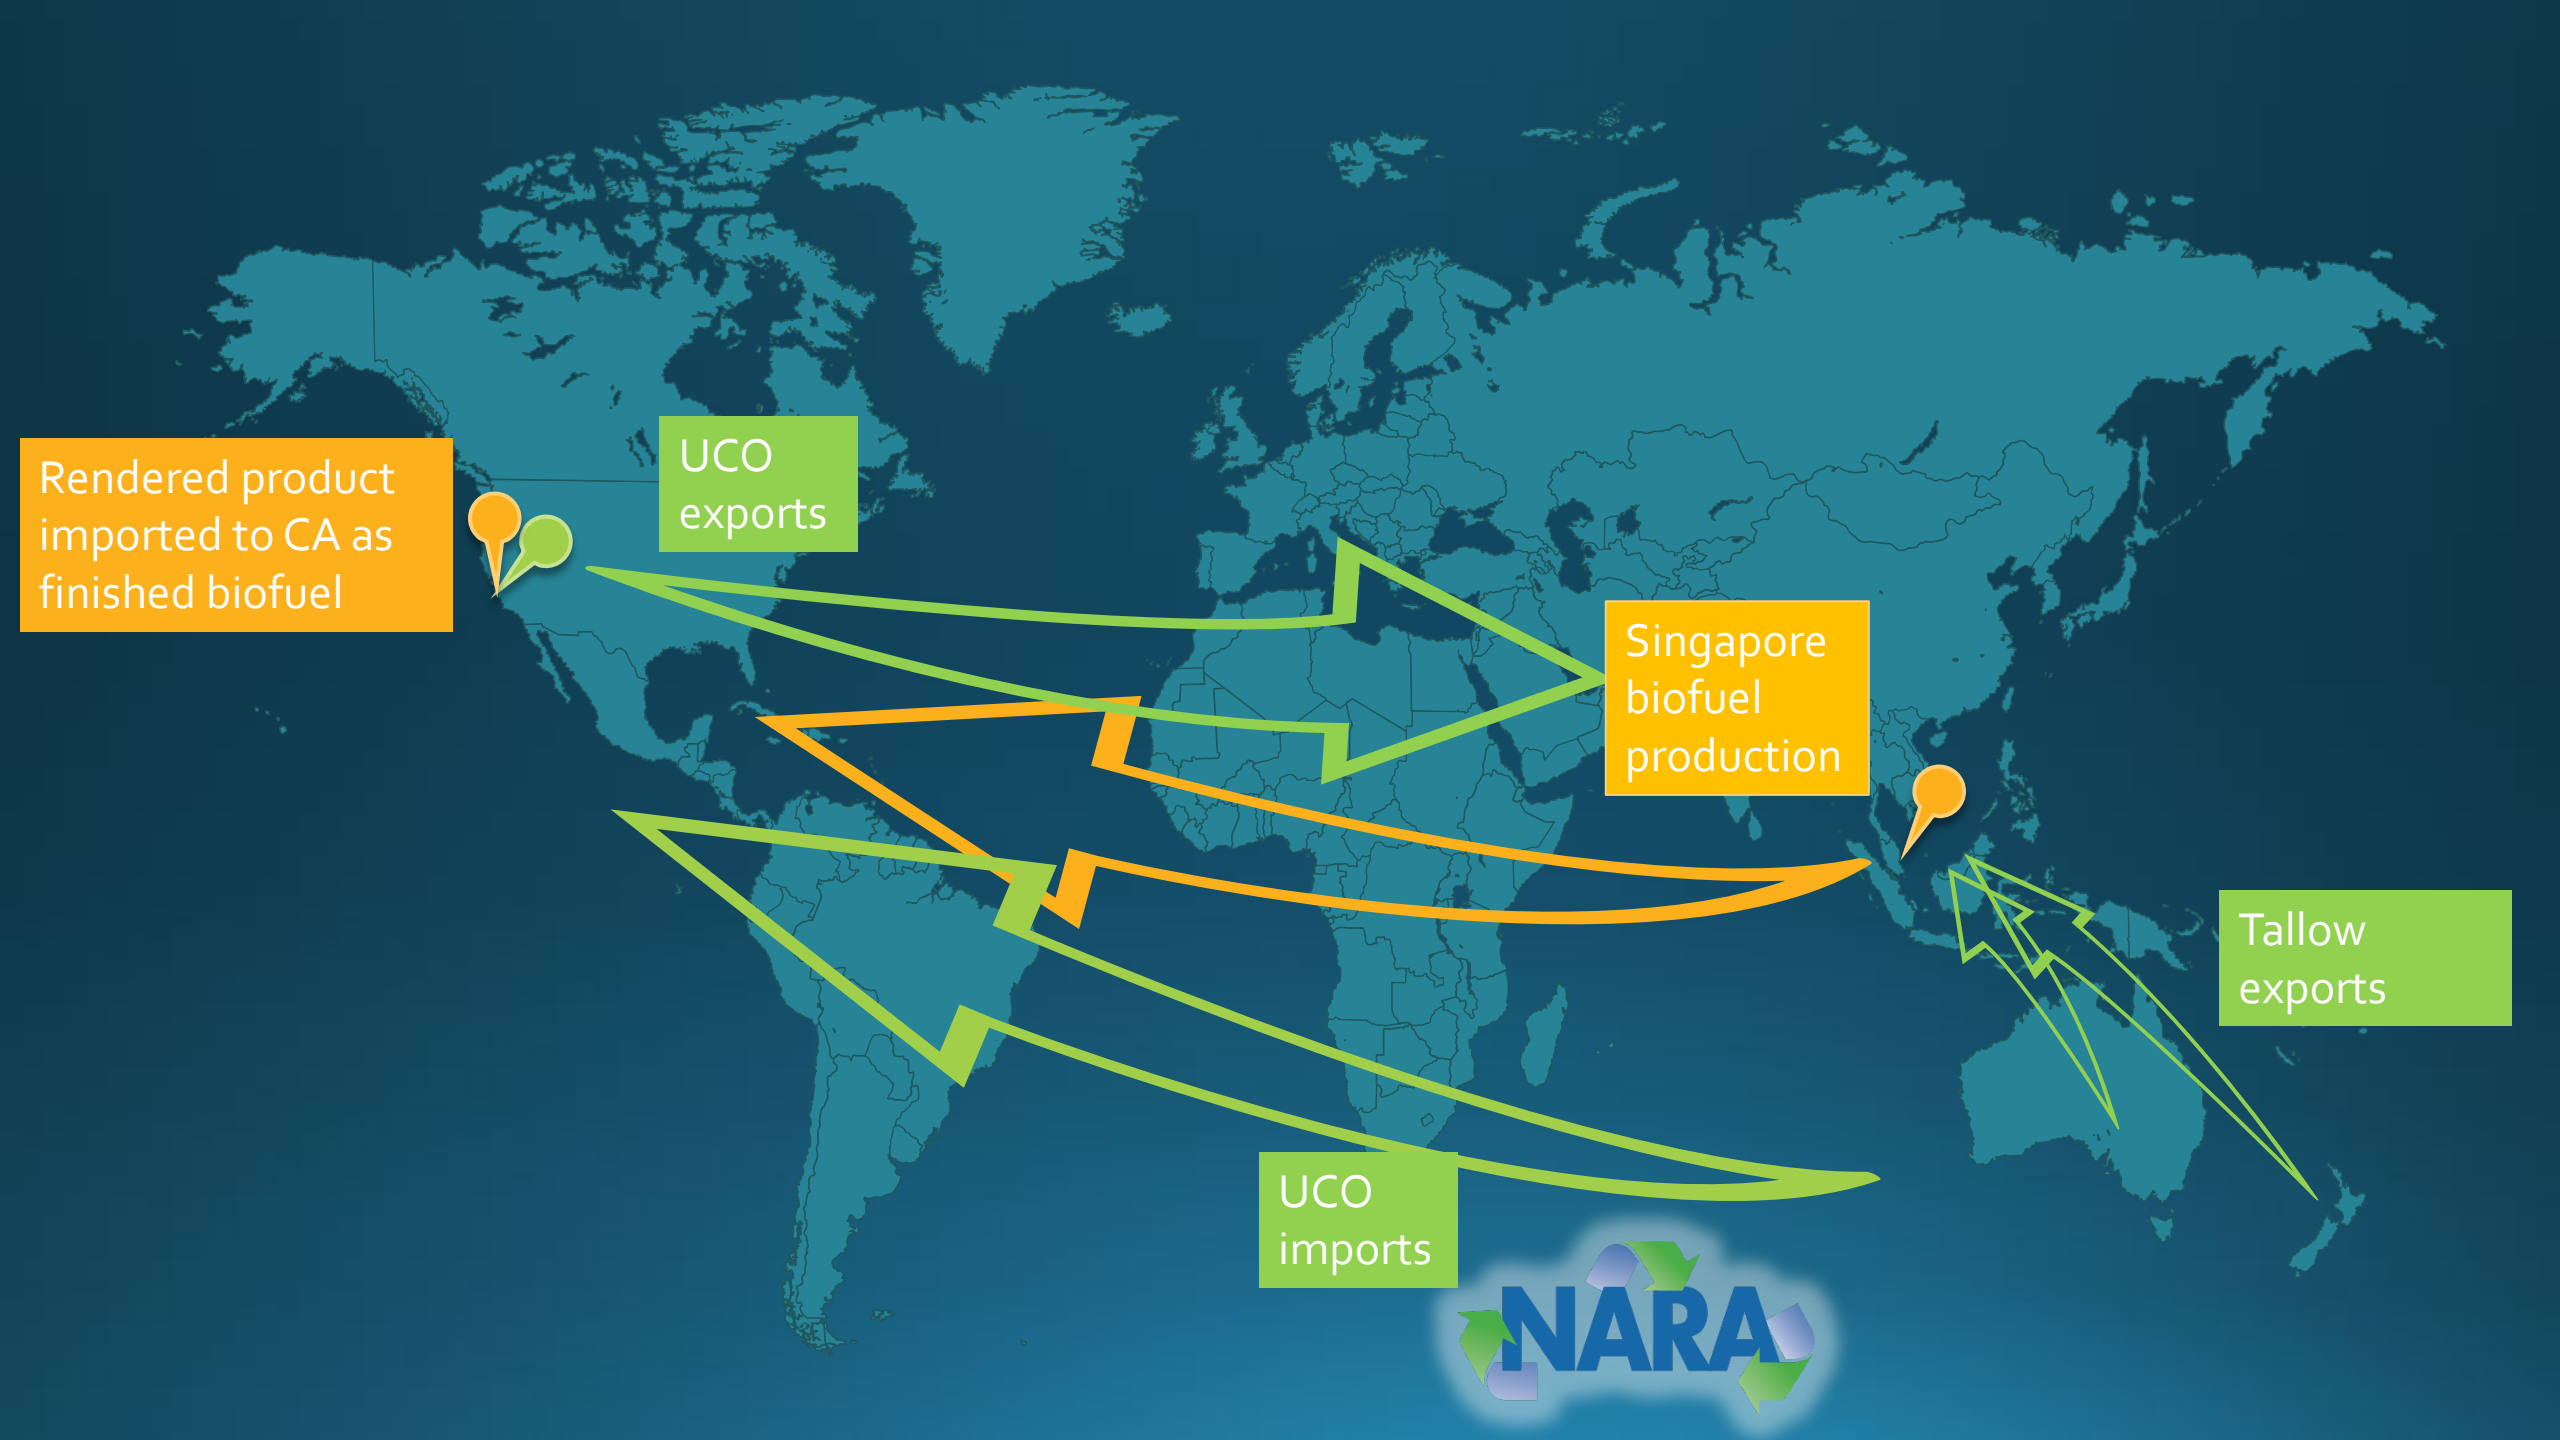 Rendered product
imported to CA as
finished biofuel
UCO
exports
Singapore
biofuel
production
Tallow
exports
UCO
imports
NARA